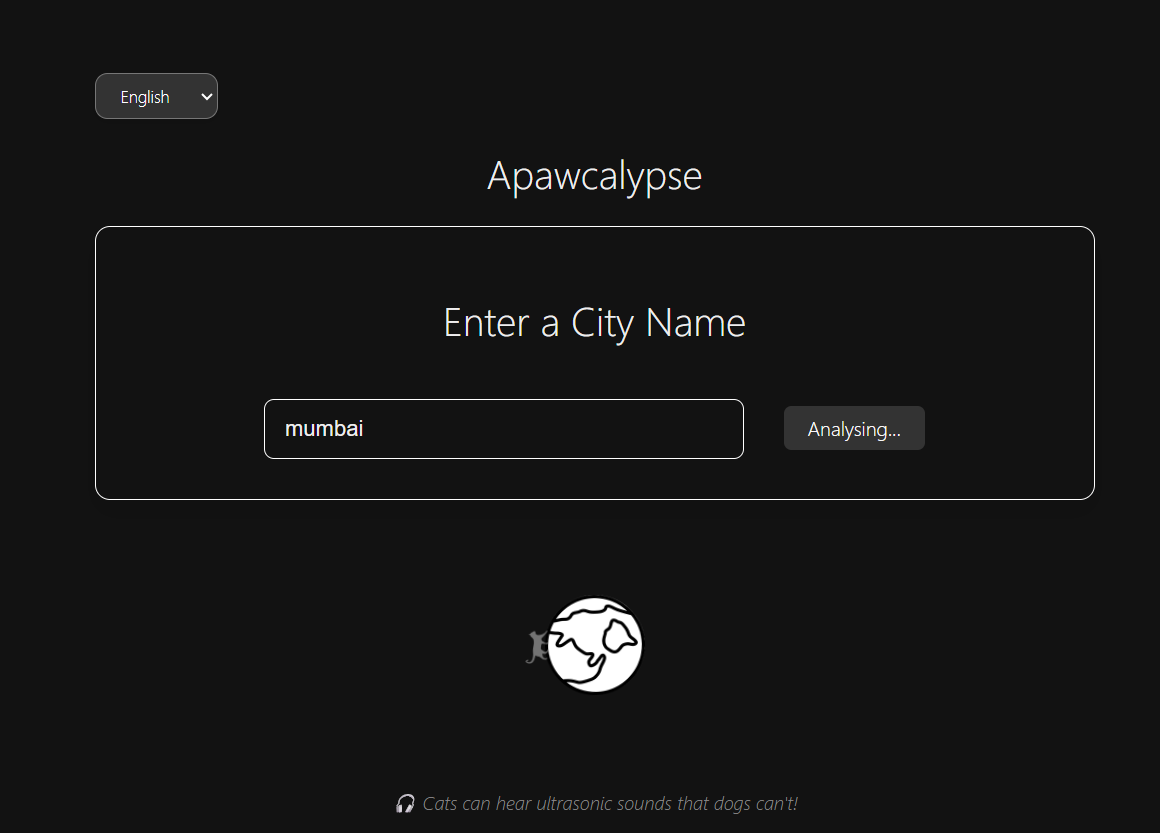 English
Apawcalypse
Enter a City Name
mumbai
Analysing...
Cats can hear ultrasonic sounds that dogs can't!